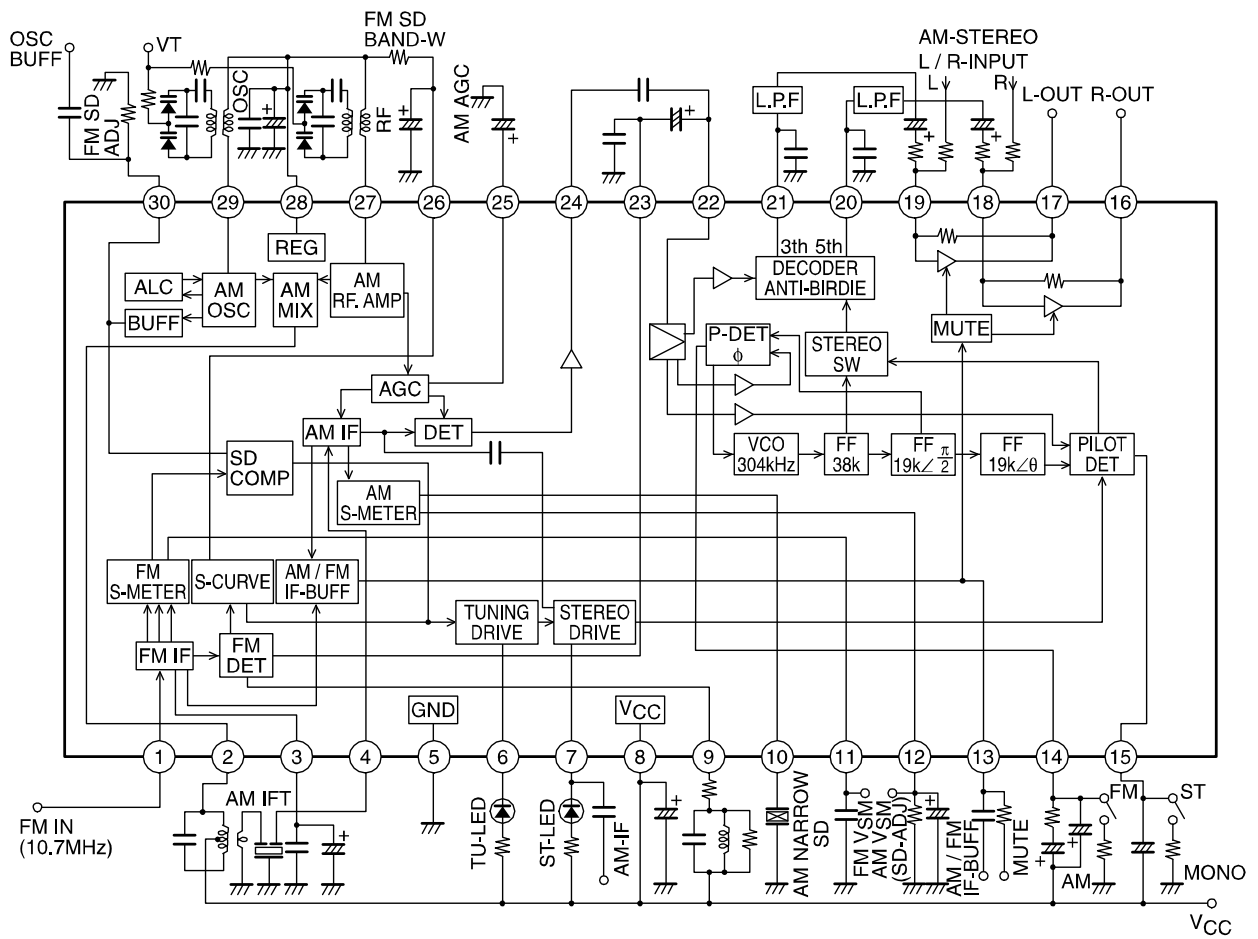 OSC
BUFF
VT
FM SD
BAND-W
AM-STEREO
L / R-INPUT
L
R
L-OUT
R-OUT
FM SD
ADJ
OSC
RF
AM AGC
L.P.F
L.P.F
30
29
28
27
26
25
24
23
22
21
20
19
18
17
16
REG
3th 5th
ALC
AM
OSC
AM
MIX
AM
RF. AMP
DECODER
ANTI-BIRDIE
BUFF
P-DET
ϕ
STEREO
SW
MUTE
AGC
AM IF
DET
VCO
304kHz
FF
38k
FF
19k∠π/2
FF
19k∠θ
PILOT
DET
SD
COMP
AM
S-METER
FM
S-METER
S-CURVE
AM / FM
IF-BUFF
TUNING
DRIVE
STEREO
DRIVE
FM IF
FM
DET
GND
VCC
1
2
3
4
5
6
7
8
9
10
11
12
13
14
15
FM IN
(10.7MHz)
AM IFT
TU-LED
ST-LED
AM-IF
AM NARROW
SD
FM VSM
AM VSM
(SD-ADJ)
AM / FM
IF-BUFF
MUTE
FM
AM
ST
MONO
VCC